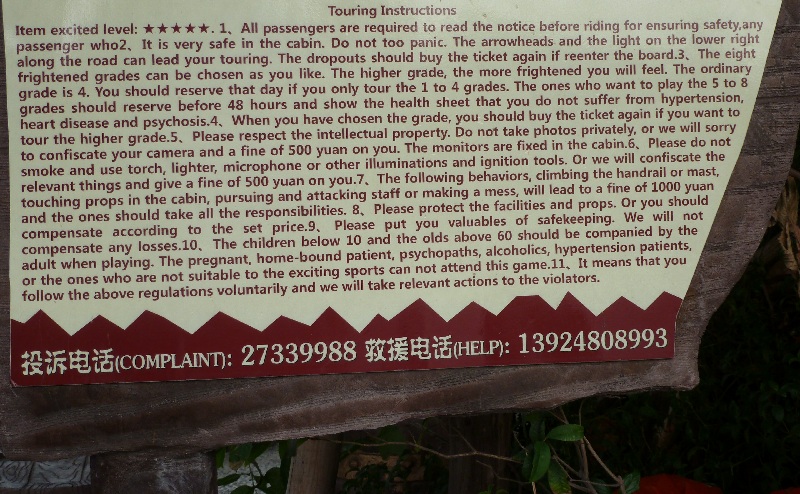 Touring Instructions
Item excited level: ★★★★★. 1、All passengers are required to read the notice before riding for ensuring safety,any
passenger who2、It is very safe in the cabin. Do not too panic. The arrowheads and the light on the lower right
along the road can lead your touring. The dropouts should buy the ticket again if reenter the board.3、The eight
frightened grades can be chosen as you like. The higher grade, the more frightened you will feel. The ordinary
grade is 4. You should reserve that day if you only tour the 1 to 4 grades. The ones who want to play the 5 to 8
grades should reserve before 48 hours and show the health sheet that you do not suffer from hypertension,
heart disease and psychosis.4、When you have chosen the grade, you should buy the ticket again if you want to
tour the higher grade.5、Please respect the intellectual property. Do not take photos privately, or we will sorry
to confiscate your camera and a fine of 500 yuan on you. The monitors are fixed in the cabin.6、Please do not
smoke and use torch, lighter, microphone or other illuminations and ignition tools. Or we will confiscate the
relevant things and give a fine of 500 yuan on you.7、The following behaviors, climbing the handrail or mast,
touching props in the cabin, pursuing and attacking staff or making a mess, will lead to a fine of 1000 yuan
and the ones should take all the responsibilities. 8、Please protect the facilities and props. Or you should
compensate according to the set price.9、Please put you valuables of safekeeping. We will not
compensate any losses.10、The children below 10 and the olds above 60 should be companied by the
adult when playing. The pregnant, home-bound patient, psychopaths, alcoholics, hypertension patients,
or the ones who are not suitable to the exciting sports can not attend this game.11、It means that you
follow the above regulations voluntarily and we will take relevant actions to the violators.
投诉电话(COMPLAINT): 27339988 救援电话(HELP): 13924808993